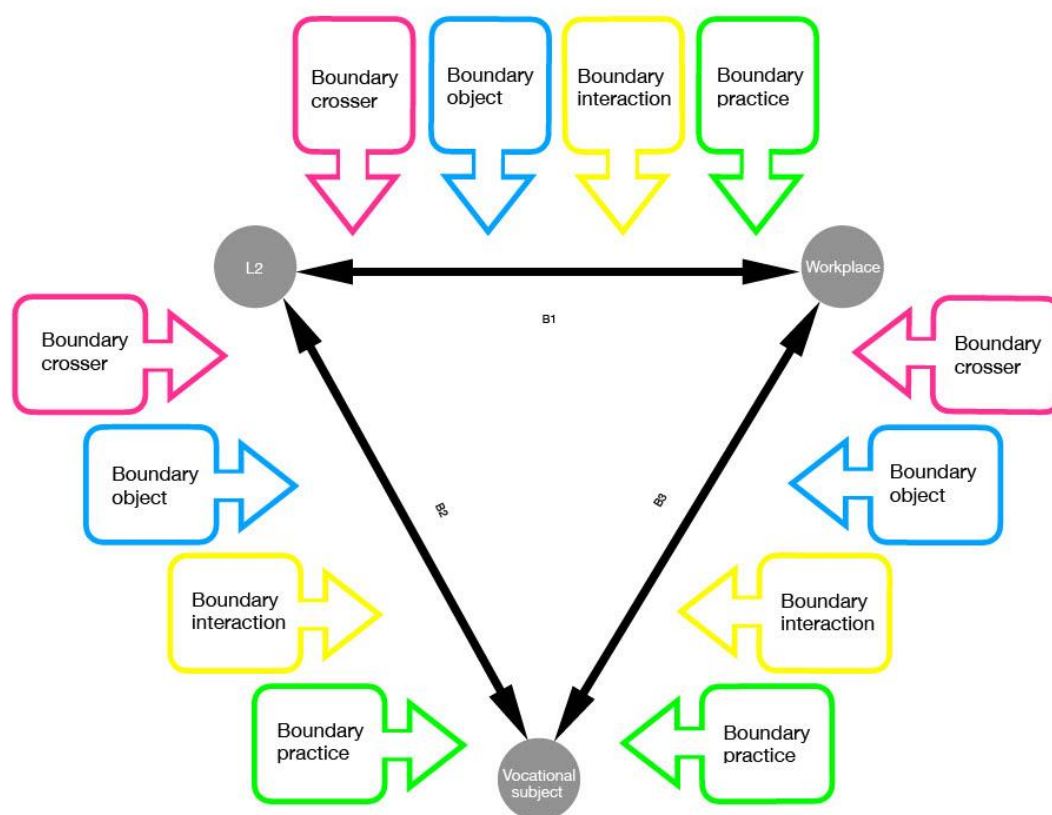 Boundary
crosser
Boundary
object
Boundary
interaction
Boundary
practice
L2
Workplace
B1
Boundary
crosser
Boundary
crosser
Boundary
object
Boundary
object
B2
B3
Boundary
interaction
Boundary
interaction
Boundary
practice
Boundary
practice
Vocational
subject